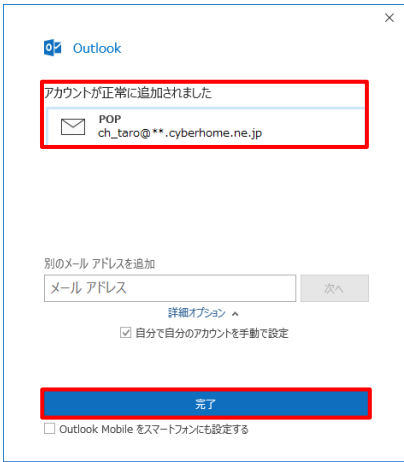 Outlook
アカウントが正常に追加されました
POP
ch_taro@**.cyberhome.ne.jp
別のメール アドレスを追加
メール アドレス
次へ
詳細オプション
自分で自分のアカウントを手動で設定
完了
Outlook Mobile をスマートフォンにも設定する